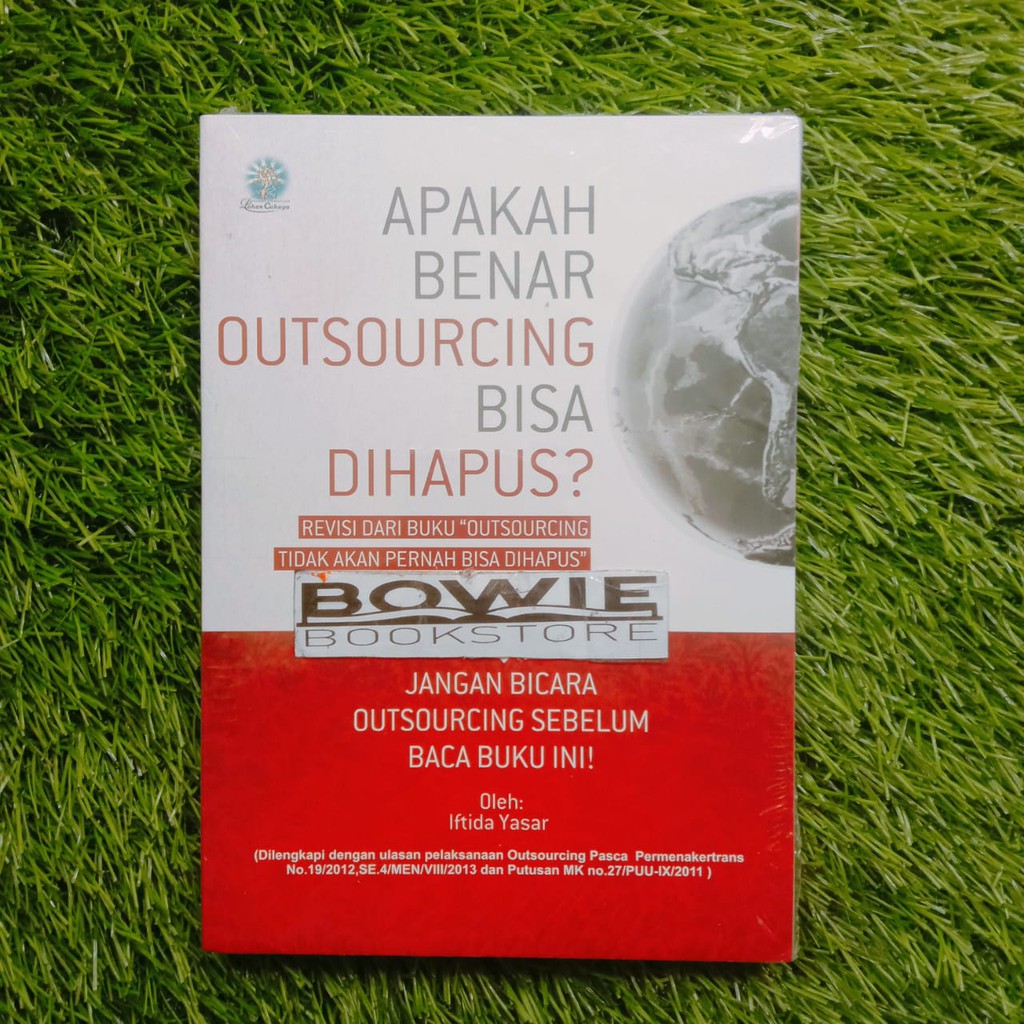 Lahan Cahaya
APAKAH
BENAR
OUTSOURCING
BISA
DIHAPUS?
REVISI DARI BUKU "OUTSOURCING
TIDAK AKAN PERNAH BISA DIHAPUS"
BOWIE
BOOKSTORE
JANGAN BICARA
OUTSOURCING SEBELUM
BACA BUKU INI!
Oleh:
Iftida Yasar
(Dilengkapi dengan ulasan pelaksanaan Outsourcing Pasca Permenakertrans
No.19/2012,SE.4/MEN/VIII/2013 dan Putusan MK no.27/PUU-IX/2011 )